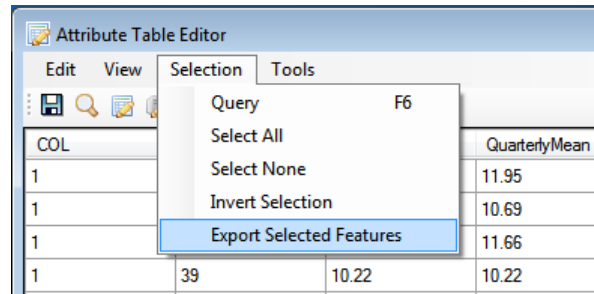 Attribute Table Editor
Edit View Selection Tools
Query F6
Select All
COL QuarterlyMean
Select None
1 11.95
Invert Selection
1 10.69
Export Selected Features
1 11.66
1 39 10.22 10.22